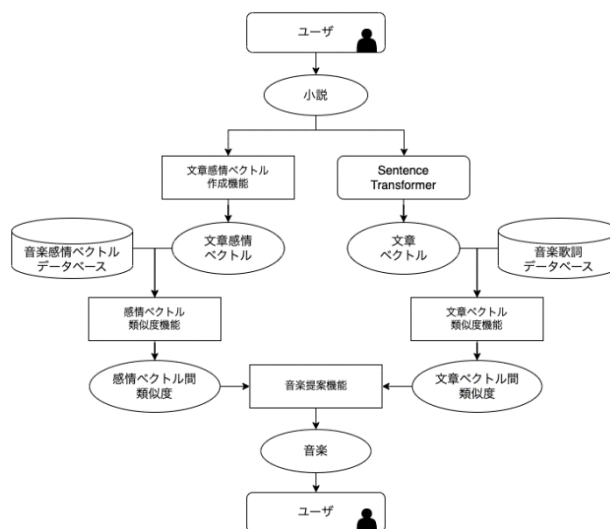 ユーザ
小説
文章感情ベクトル
作成機能
Sentence
Transformer
音楽感情ベクトル
データベース
文章感情
ベクトル
文章
ベクトル
音楽歌詞
データベース
感情ベクトル
類似度機能
文章ベクトル
類似度機能
感情ベクトル間
類似度
音楽提案機能
文章ベクトル間
類似度
音楽
ユーザ